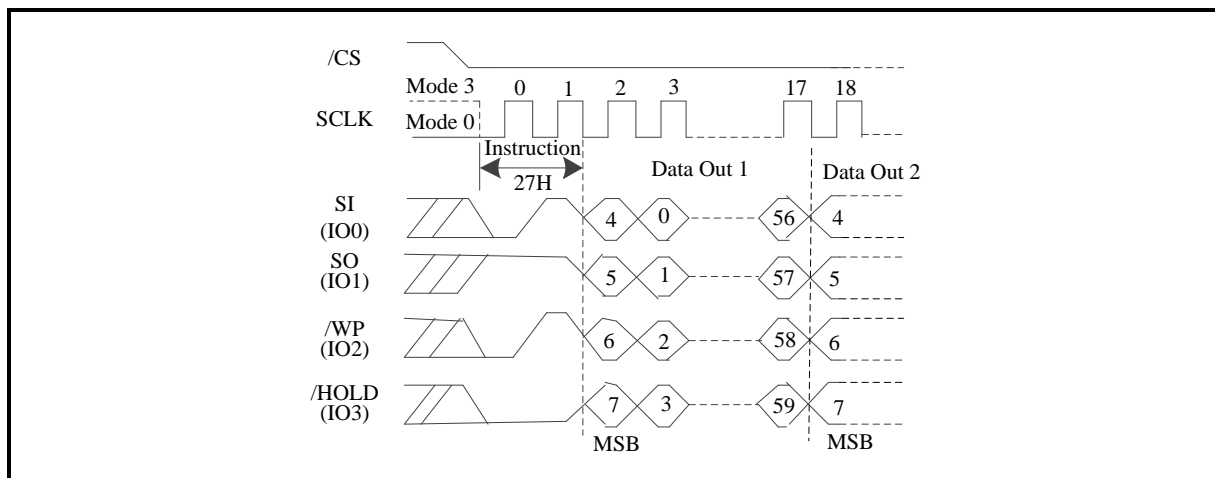 /CS
Mode 3 0 1 2 3 17 18
SCLK Mode 0
Instruction Data Out 1 Data Out 2
27H
SI
(IO0) 4 0 56 4
SO
(IO1) 5 1 57 5
/WP
(IO2) 6 2 58 6
/HOLD
(IO3) 7 3 59 7
MSB MSB